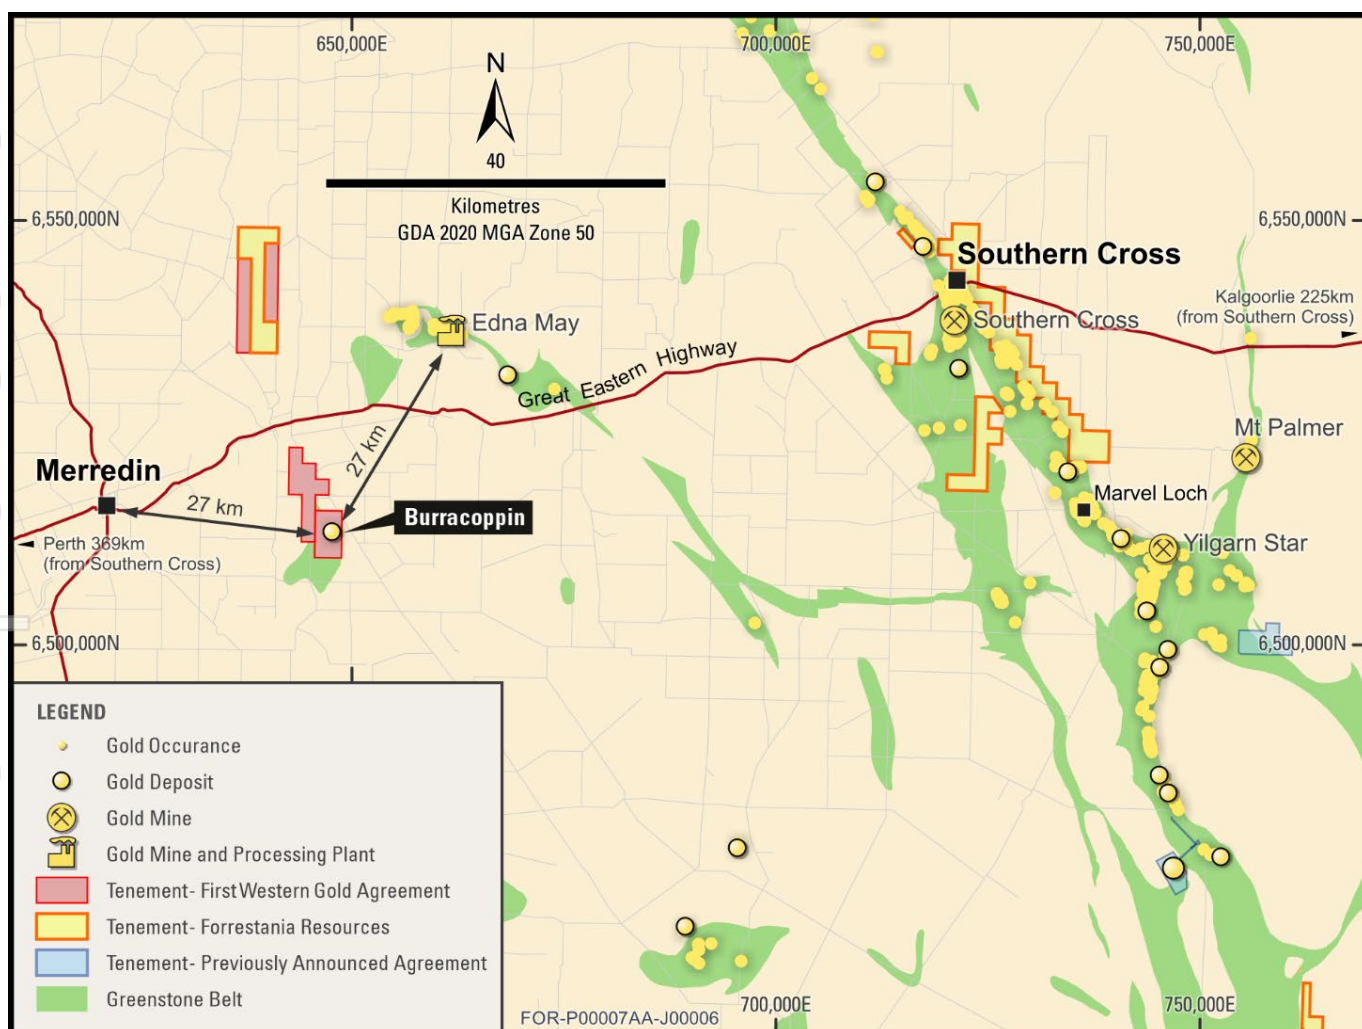 650,000E
700,000E
750,000E
N
40
Kilometres
GDA 2020 MGA Zone 50
6,550,000N
6,550,000N
Southern Cross
Kalgoorlie 225km
(from Southern Cross)
Edna May
Southern Cross
Great Eastern Highway
Mt Palmer
27 km
Merredin
Marvel Loch
27 km
Burracoppin
Perth 369km
(from Southern Cross)
Yilgarn Star
6,500,000N
6,500,000N
LEGEND
Gold Occurance
Gold Deposit
Gold Mine
Gold Mine and Processing Plant
Tenement- First Western Gold Agreement
Tenement- Forrestania Resources
Tenement- Previously Announced Agreement
Greenstone Belt
700,000E
750,000E
FOR-P00007AA-J00006